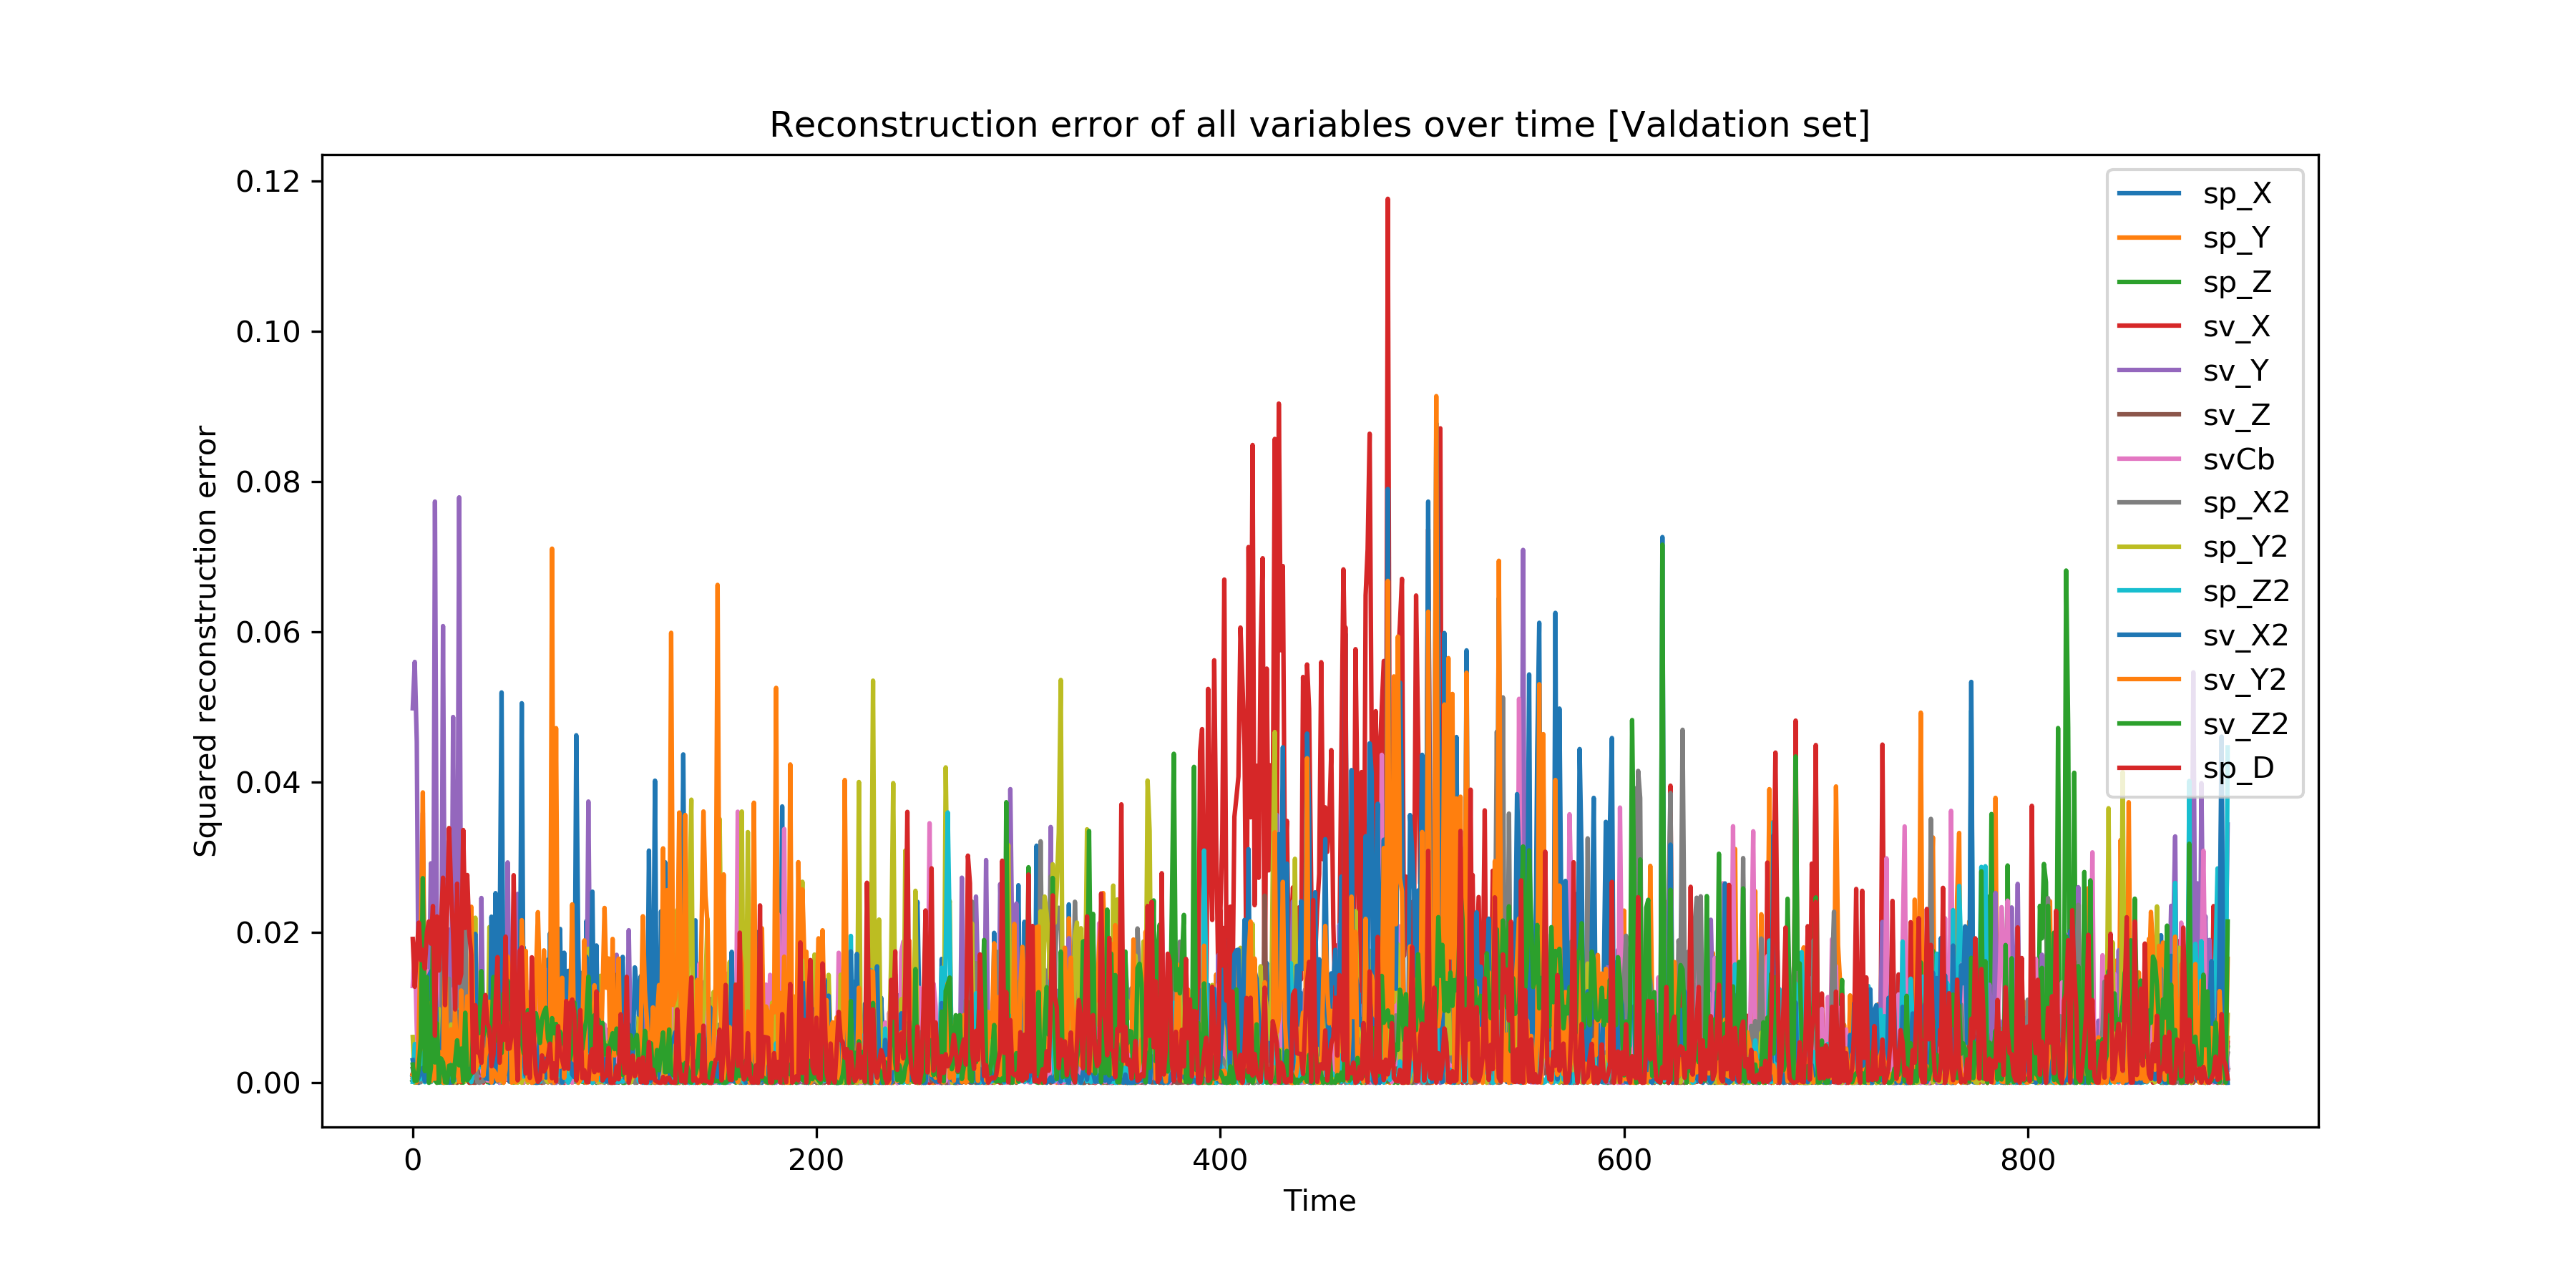 Reconstruction error of all variables over time [Valdation set]
0.12
0.10
0.08
0.06
0.04
0.02
0.00
Squared reconstruction error
0
200
400
600
800
Time
sp_X
sp_Y
sp_Z
sv_X
sv_Y
sv_Z
svCb
sp_X2
sp_Y2
sp_Z2
sv_X2
sv_Y2
sv_Z2
sp_D